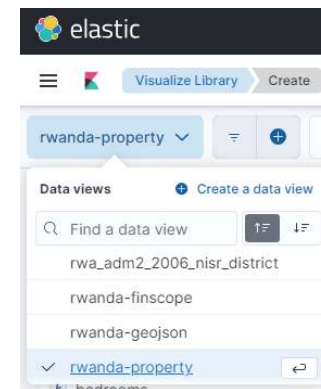 elastic
Visualize Library Create
rwanda-property
Data views Create a data view
Find a data view
rwa_adm2_2006_nisr_district
rwanda-finscope
rwanda-geojson
rwanda-property
bedrooms